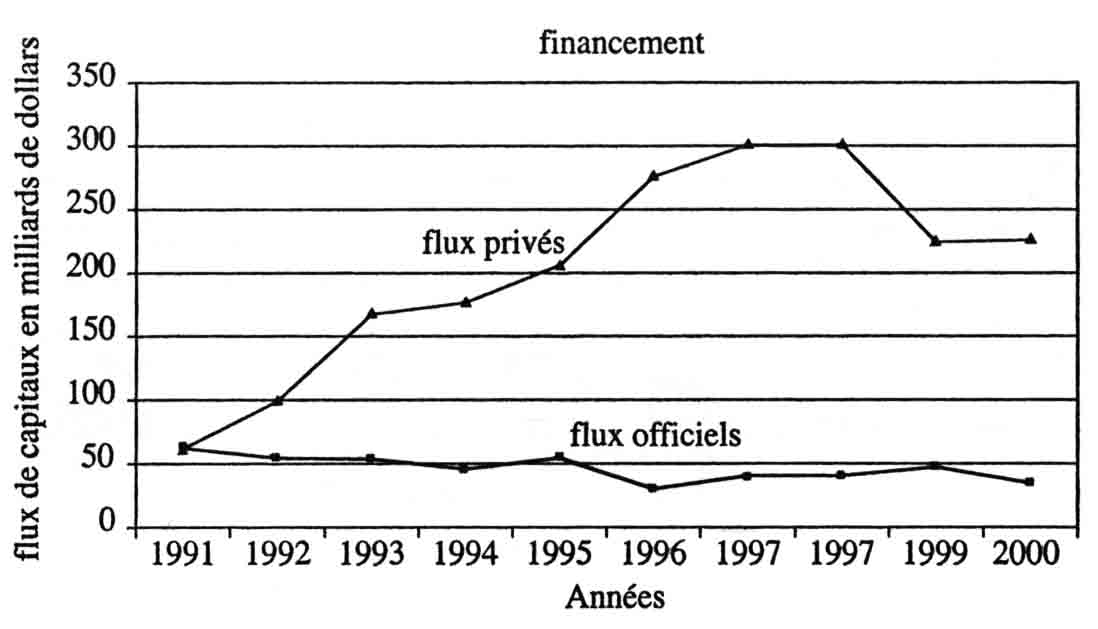 financement
flux de capitaux en milliards de dollars
350
300
250
200
150
100
50
0
flux privés
flux officiels
1991 1992 1993 1994 1995 1996 1997 1997 1999 2000
Années